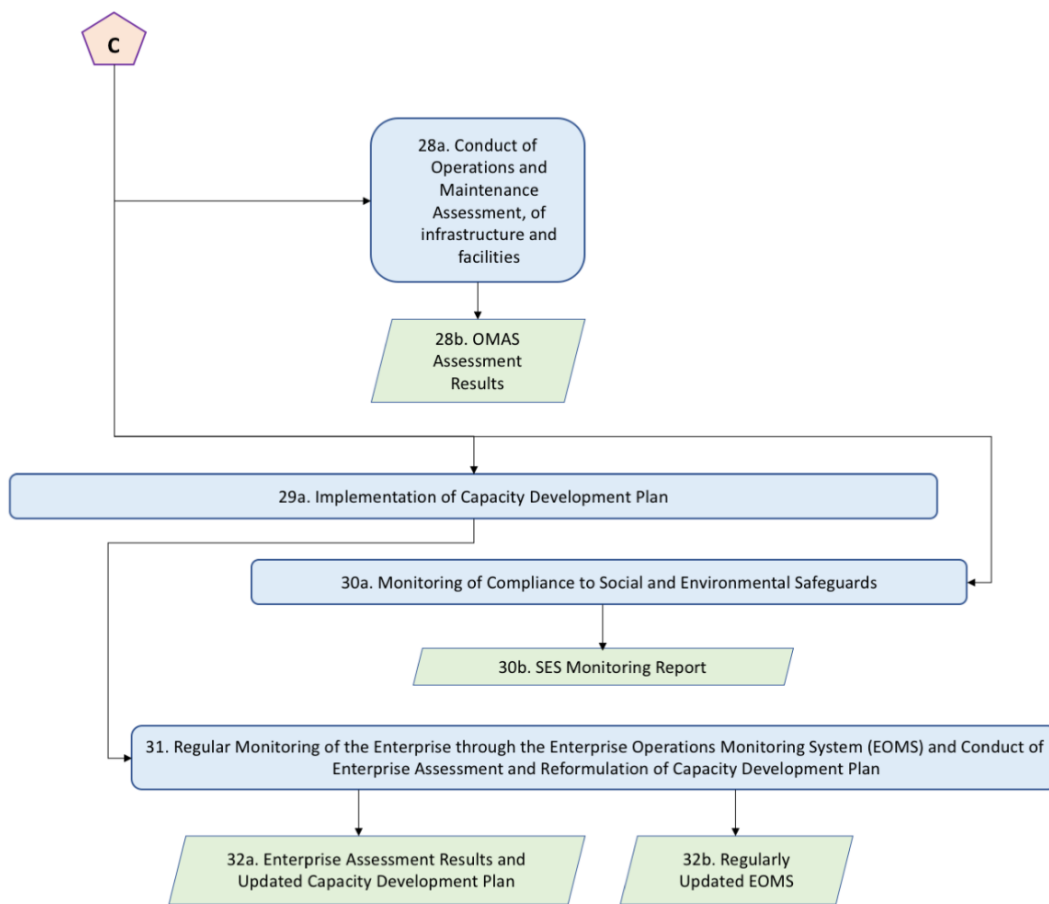 C
28a. Conduct of
Operations and
Maintenance
Assessment, of
infrastructure and
facilities
28b. OMAS
Assessment
Results
29a. Implementation of Capacity Development Plan
30a. Monitoring of Compliance to Social and Environmental Safeguards
30b. SES Monitoring Report
31. Regular Monitoring of the Enterprise through the Enterprise Operations Monitoring System (EOMS) and Conduct of
Enterprise Assessment and Reformulation of Capacity Development Plan
32a. Enterprise Assessment Results and
Updated Capacity Development Plan
32b. Regularly
Updated EOMS